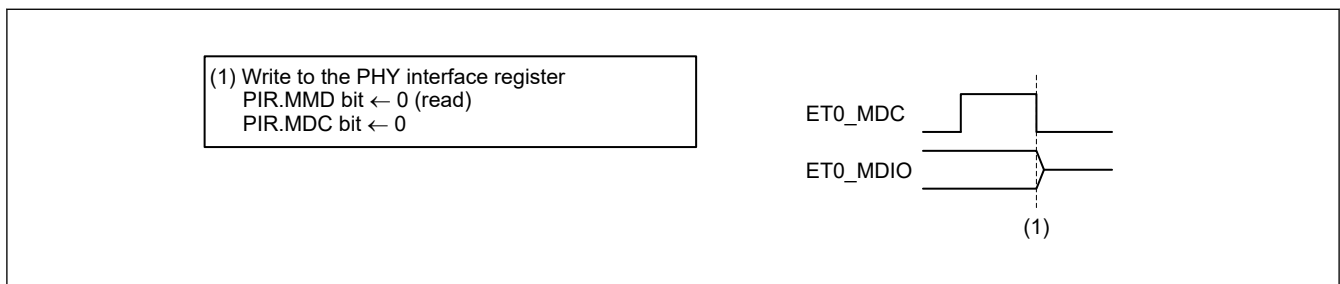 (1) Write to the PHY interface register
PIR.MMD bit ← 0 (read)
PIR.MDC bit ← 0
ET0_MDC
ET0_MDIO
(1)